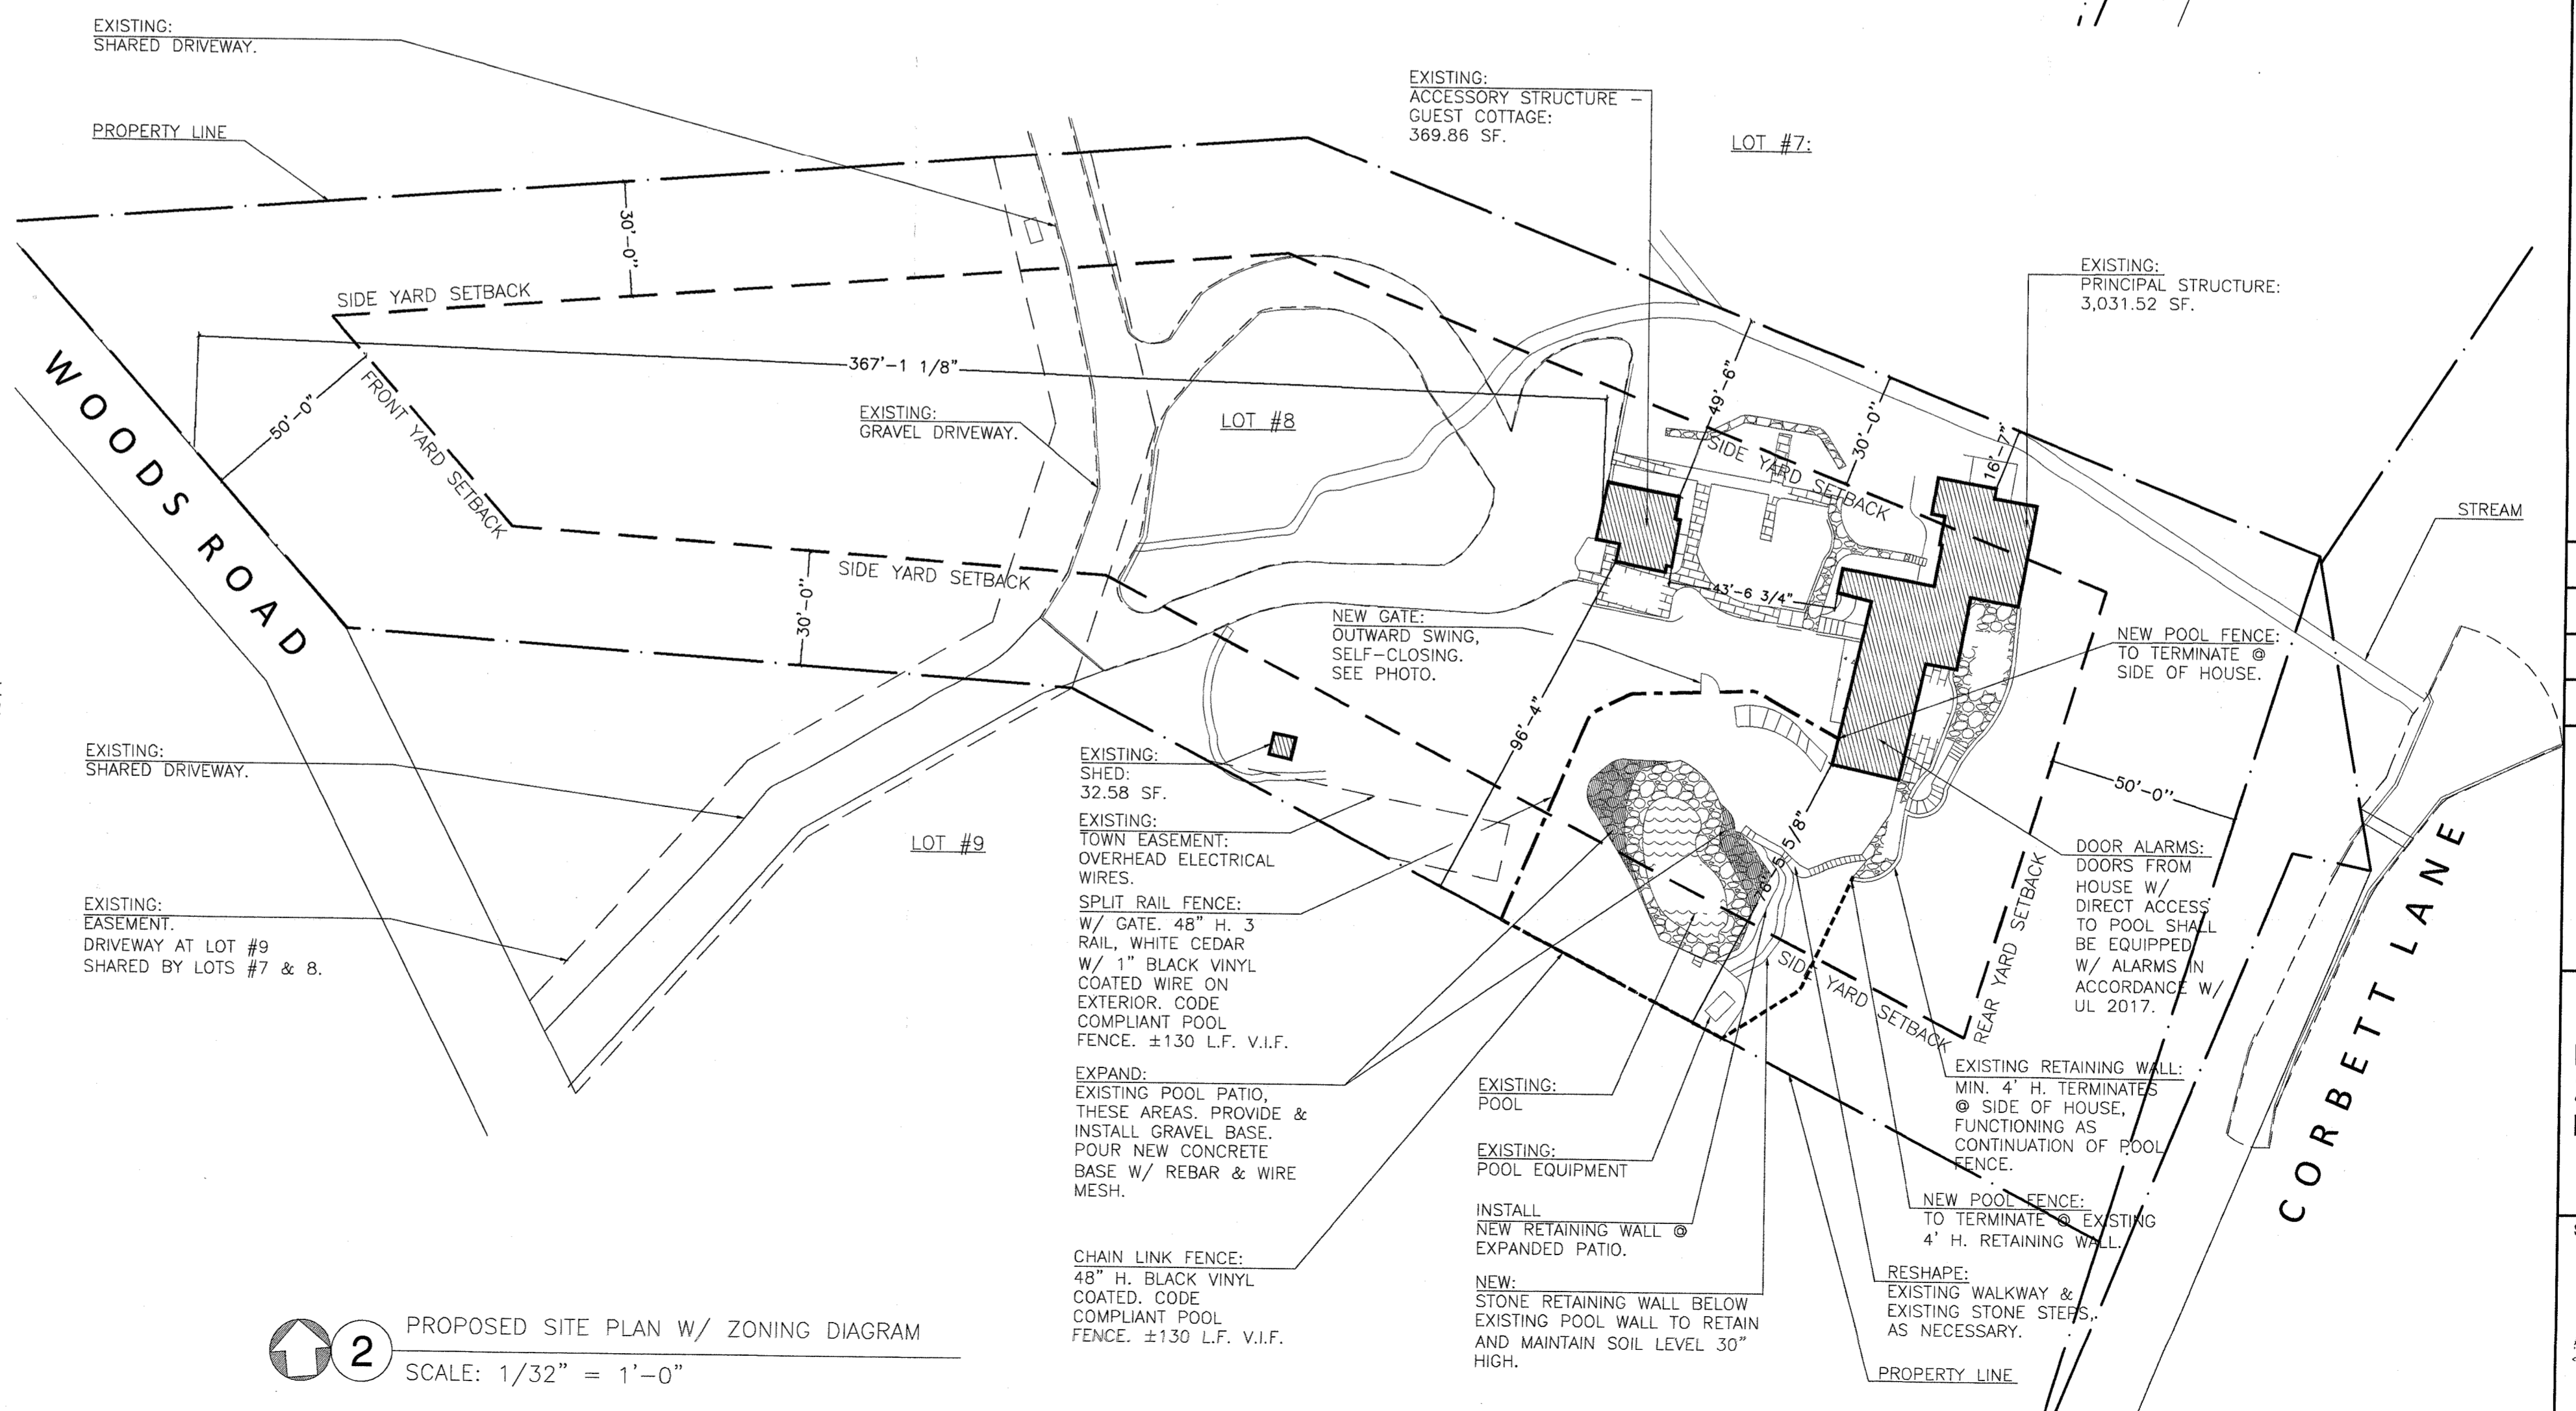 EXISTING:
SHARED DRIVEWAY.
PROPERTY LINE
EXISTING:
ACCESSORY STRUCTURE –
GUEST COTTAGE:
369.86 SF.
LOT #7:
EXISTING:
PRINCIPAL STRUCTURE:
3,031.52 SF.
30'-0"
SIDE YARD SETBACK
367'-1 1/8"
50'-0"
FRONT YARD SETBACK
WOODS ROAD
EXISTING:
GRAVEL DRIVEWAY.
LOT #8
49'-6"
30'-0"
16'-7"
SIDE YARD SETBACK
STREAM
SIDE YARD SETBACK
30'-0"
43'-6 3/4"
NEW GATE:
OUTWARD SWING,
SELF-CLOSING.
SEE PHOTO.
NEW POOL FENCE:
TO TERMINATE @
SIDE OF HOUSE.
96'-4"
78'-5 5/8"
50'-0"
EXISTING:
SHARED DRIVEWAY.
LOT #9
EXISTING:
EASEMENT.
DRIVEWAY AT LOT #9
SHARED BY LOTS #7 & 8.
EXISTING:
SHED:
32.58 SF.
EXISTING:
TOWN EASEMENT:
OVERHEAD ELECTRICAL
WIRES.
SPLIT RAIL FENCE:
W/ GATE. 48" H. 3
RAIL, WHITE CEDAR
W/ 1" BLACK VINYL
COATED WIRE ON
EXTERIOR. CODE
COMPLIANT POOL
FENCE. ±130 L.F. V.I.F.
EXPAND:
EXISTING POOL PATIO,
THESE AREAS. PROVIDE &
INSTALL GRAVEL BASE.
POUR NEW CONCRETE
BASE W/ REBAR & WIRE
MESH.
CHAIN LINK FENCE:
48" H. BLACK VINYL
COATED. CODE
COMPLIANT POOL
FENCE. ±130 L.F. V.I.F.
EXISTING:
POOL
EXISTING:
POOL EQUIPMENT
INSTALL
NEW RETAINING WALL @
EXPANDED PATIO.
NEW:
STONE RETAINING WALL BELOW
EXISTING POOL WALL TO RETAIN
AND MAINTAIN SOIL LEVEL 30"
HIGH.
SIDE YARD SETBACK
REAR YARD SETBACK
DOOR ALARMS:
DOORS FROM
HOUSE W/
DIRECT ACCESS
TO POOL SHALL
BE EQUIPPED
W/ ALARMS IN
ACCORDANCE W/
UL 2017.
EXISTING RETAINING WALL:
MIN. 4' H. TERMINATES
@ SIDE OF HOUSE,
FUNCTIONING AS
CONTINUATION OF POOL
FENCE.
NEW POOL FENCE:
TO TERMINATE @ EXISTING
4' H. RETAINING WALL.
RESHAPE:
EXISTING WALKWAY &
EXISTING STONE STEPS,
AS NECESSARY.
PROPERTY LINE
CORBETT LANE
2
PROPOSED SITE PLAN W/ ZONING DIAGRAM
SCALE: 1/32" = 1'-0"